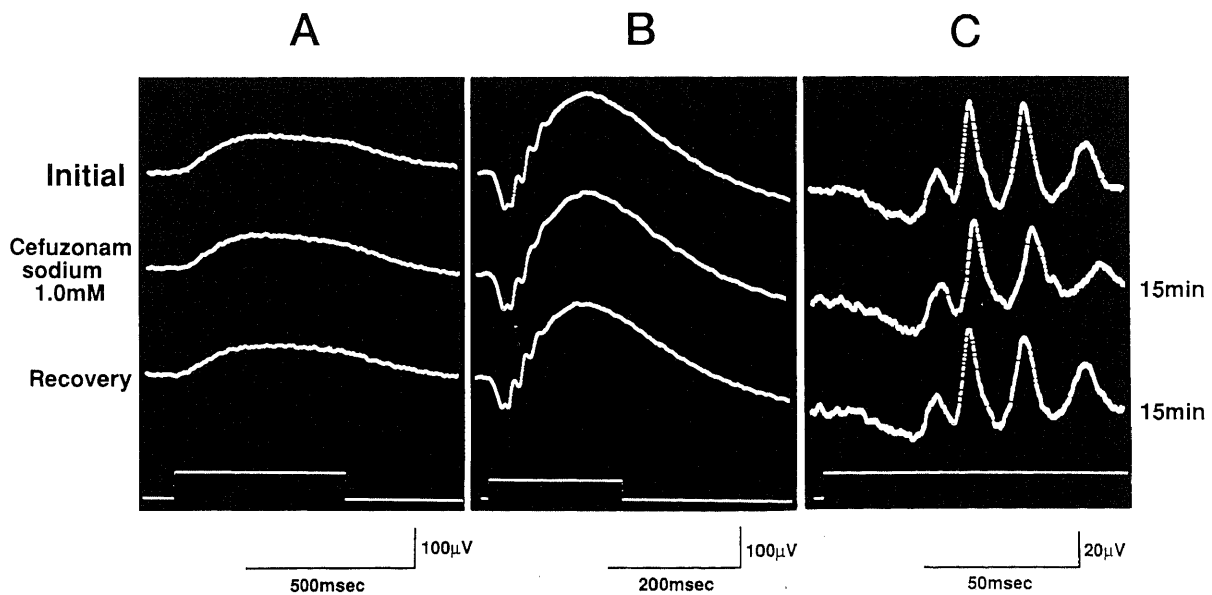 A
B
C
Initial
Cefuzonam
sodium
1.0mM
15min
Recovery
15min
100µV
500msec
100µV
200msec
20µV
50msec